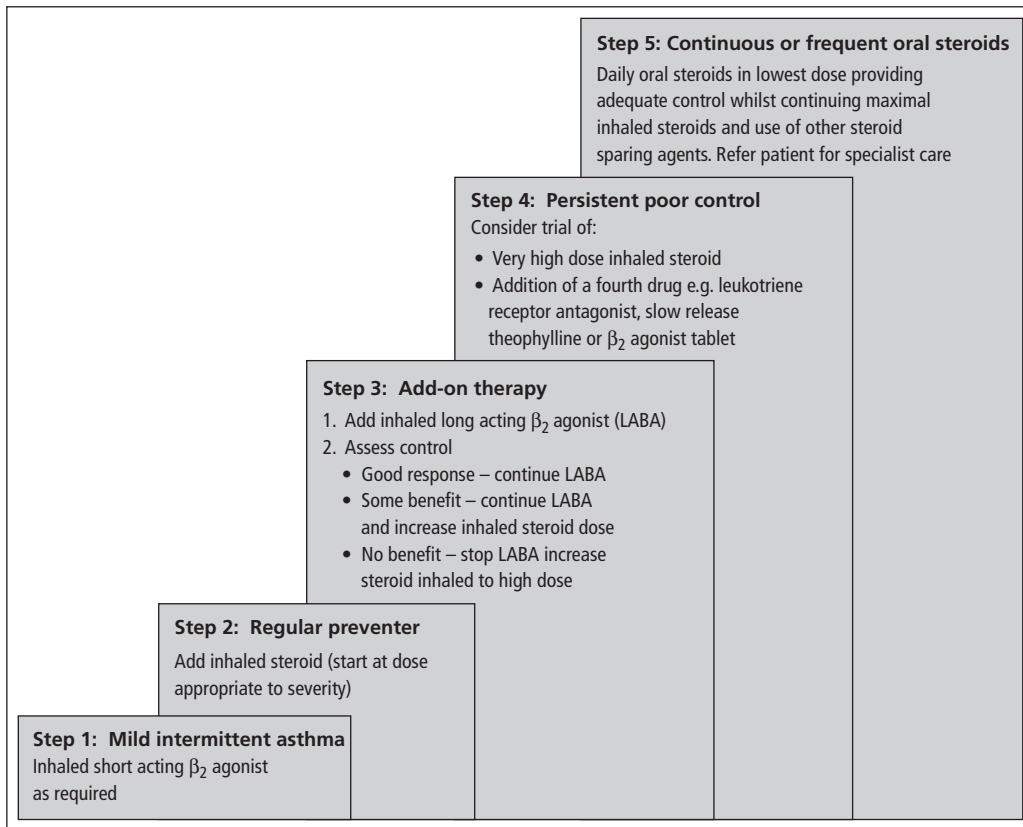 Step 5: Continuous or frequent oral steroids
Daily oral steroids in lowest dose providing
adequate control whilst continuing maximal
inhaled steroids and use of other steroid
sparing agents. Refer patient for specialist care
Step 4: Persistent poor control
Consider trial of:
• Very high dose inhaled steroid
• Addition of a fourth drug e.g. leukotriene
receptor antagonist, slow release
theophylline or β₂ agonist tablet
Step 3: Add-on therapy
1. Add inhaled long acting β₂ agonist (LABA)
2. Assess control
• Good response – continue LABA
• Some benefit – continue LABA
and increase inhaled steroid dose
• No benefit – stop LABA increase
steroid inhaled to high dose
Step 2: Regular preventer
Add inhaled steroid (start at dose
appropriate to severity)
Step 1: Mild intermittent asthma
Inhaled short acting β₂ agonist
as required